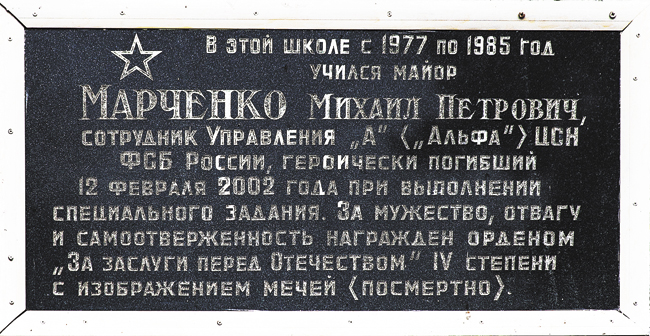 В этой школе с 1977 по 1985 год
учился майор
Марченко Михаил Петрович,
сотрудник Управления „А“ („Альфа“) ЦСН
ФСБ России, героически погибший
12 февраля 2002 года при выполнении
специального задания. За мужество, отвагу
и самоотверженность награжден орденом
„За заслуги перед Отечеством“ IV степени
с изображением мечей (посмертно).